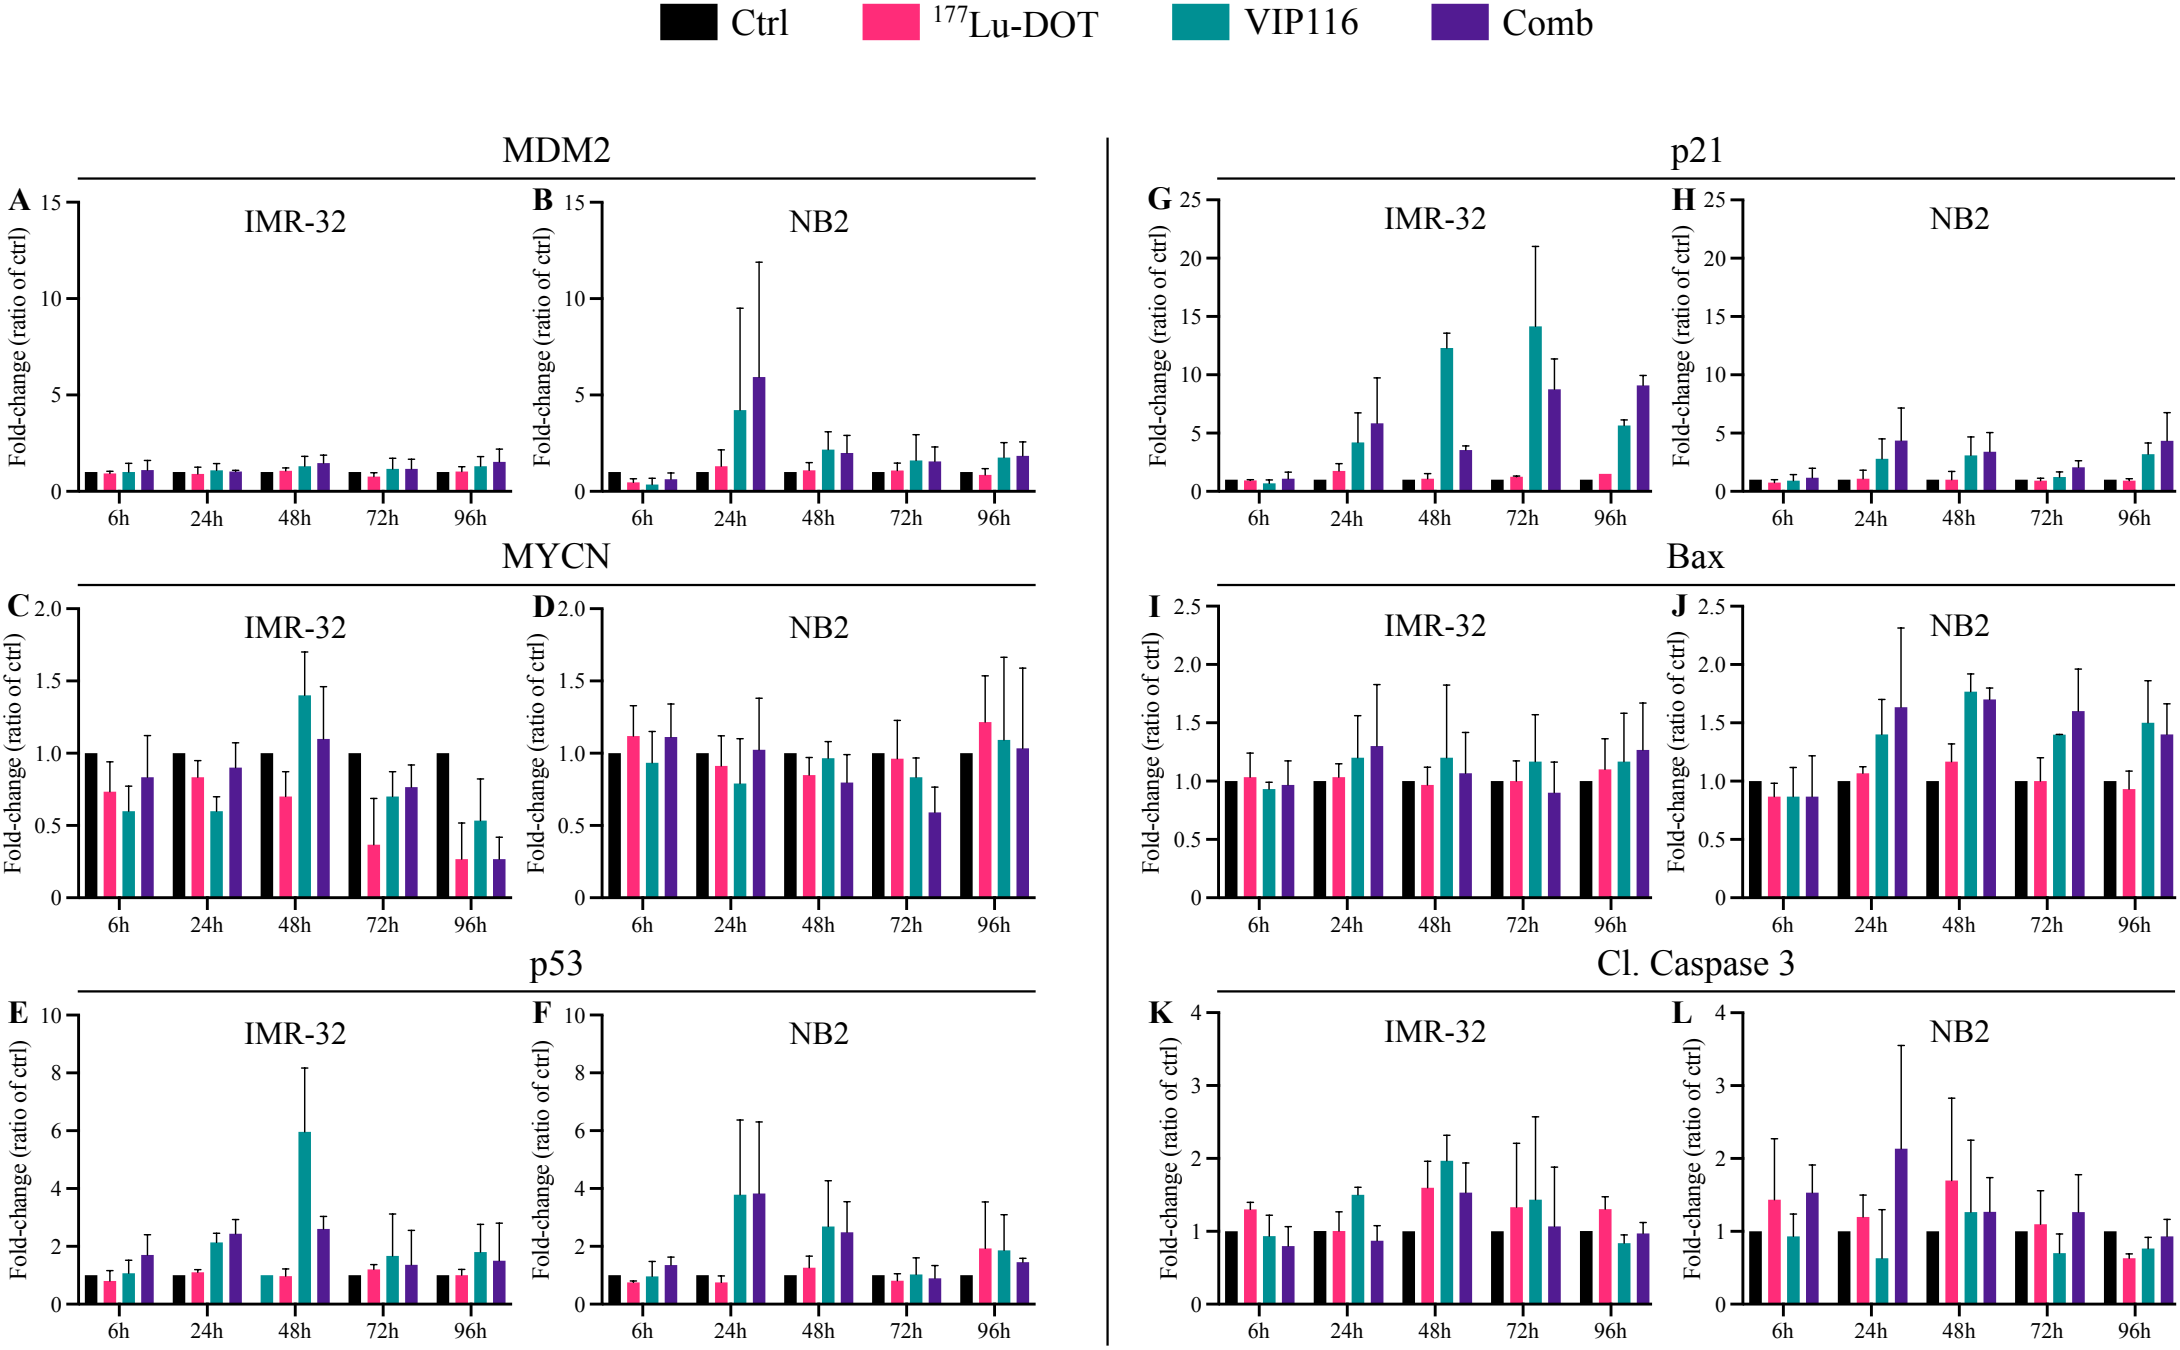 Ctrl 177Lu-DOT VIP116 Comb
MDM2
A
Fold-change (ratio of ctrl)
15
10
5
0
IMR-32
6h 24h 48h 72h 96h
B
Fold-change (ratio of ctrl)
15
10
5
0
NB2
6h 24h 48h 72h 96h
MYCN
C
Fold-change (ratio of ctrl)
2.0
1.5
1.0
0.5
0
IMR-32
6h 24h 48h 72h 96h
D
Fold-change (ratio of ctrl)
2.0
1.5
1.0
0.5
0
NB2
6h 24h 48h 72h 96h
p53
E
Fold-change (ratio of ctrl)
10
8
6
4
2
0
IMR-32
6h 24h 48h 72h 96h
F
Fold-change (ratio of ctrl)
10
8
6
4
2
0
NB2
6h 24h 48h 72h 96h
p21
G
Fold-change (ratio of ctrl)
25
20
15
10
5
0
IMR-32
6h 24h 48h 72h 96h
H
Fold-change (ratio of ctrl)
25
20
15
10
5
0
NB2
6h 24h 48h 72h 96h
Bax
I
Fold-change (ratio of ctrl)
2.5
2.0
1.5
1.0
0.5
0
IMR-32
6h 24h 48h 72h 96h
J
Fold-change (ratio of ctrl)
2.5
2.0
1.5
1.0
0.5
0
NB2
6h 24h 48h 72h 96h
Cl. Caspase 3
K
Fold-change (ratio of ctrl)
4
3
2
1
0
IMR-32
6h 24h 48h 72h 96h
L
Fold-change (ratio of ctrl)
4
3
2
1
0
NB2
6h 24h 48h 72h 96h